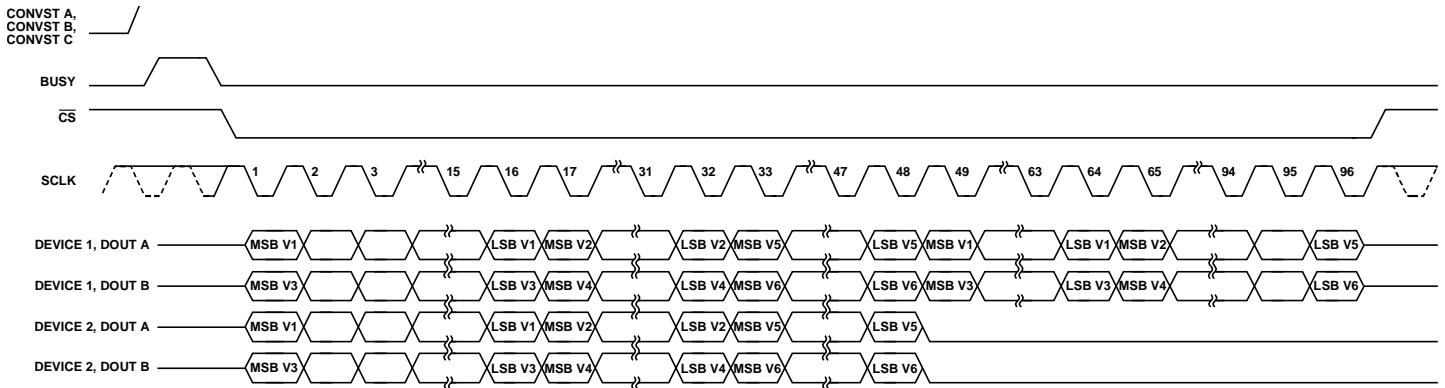 CONVST A,
CONVST B,
CONVST C
BUSY
CS
SCLK 1 2 3 15 16 17 31 32 33 47 48 49 63 64 65 94 95 96
DEVICE 1, DOUT A MSB V1 LSB V1 MSB V2 LSB V2 MSB V5 LSB V5 MSB V1 LSB V1 MSB V2 LSB V5
DEVICE 1, DOUT B MSB V3 LSB V3 MSB V4 LSB V4 MSB V6 LSB V6 MSB V3 LSB V3 MSB V4 LSB V6
DEVICE 2, DOUT A MSB V1 LSB V1 MSB V2 LSB V2 MSB V5 LSB V5
DEVICE 2, DOUT B MSB V3 LSB V3 MSB V4 LSB V4 MSB V6 LSB V6